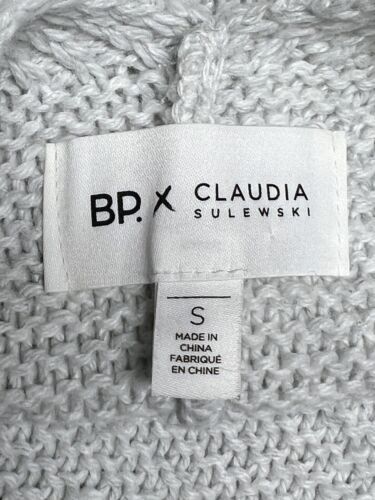 BP. X CLAUDIA
SULEWSKI
S
MADE IN
CHINA
FABRIQUÉ
EN CHINE